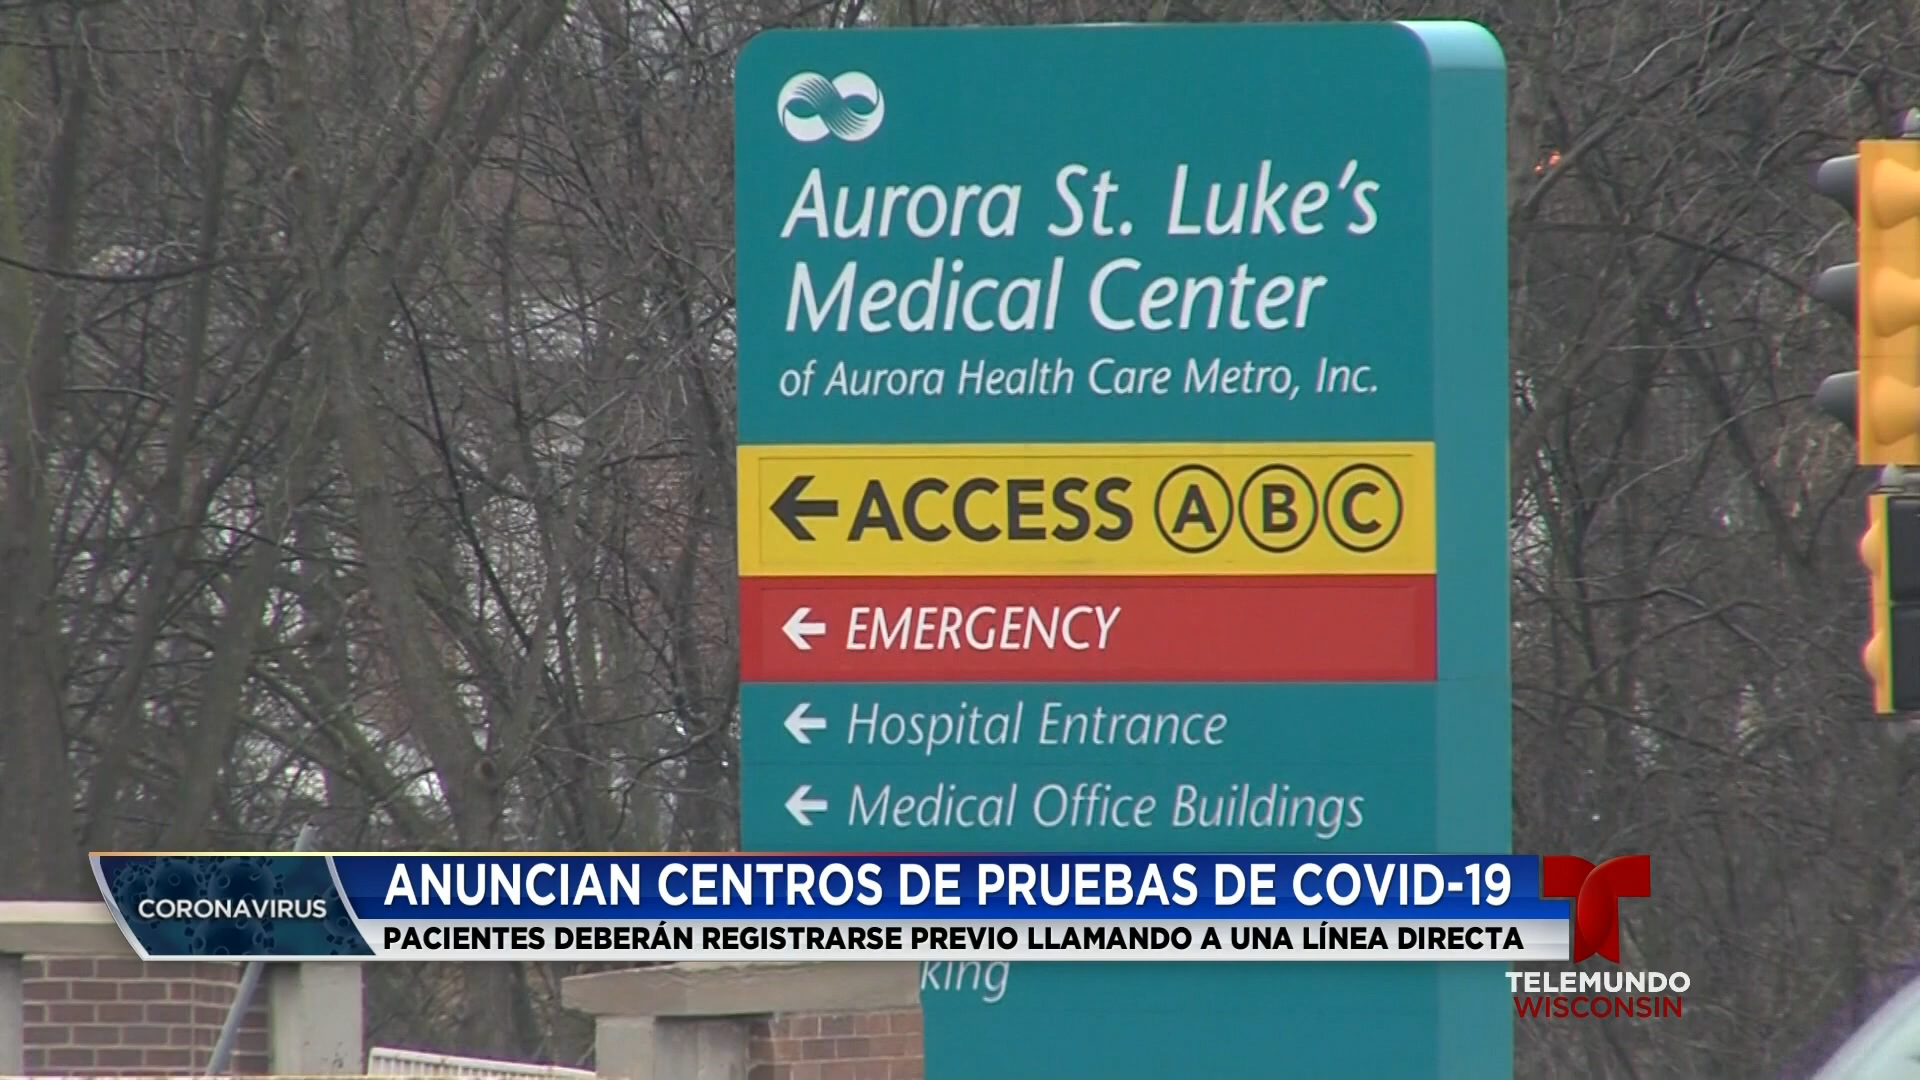 Aurora St. Luke's
Medical Center
of Aurora Health Care Metro, Inc.
ACCESS A B C
EMERGENCY
Hospital Entrance
Medical Office Buildings
CORONAVIRUS
ANUNCIAN CENTROS DE PRUEBAS DE COVID-19
PACIENTES DEBERÁN REGISTRARSE PREVIO LLAMANDO A UNA LÍNEA DIRECTA
king
TELEMUNDO
WISCONSIN